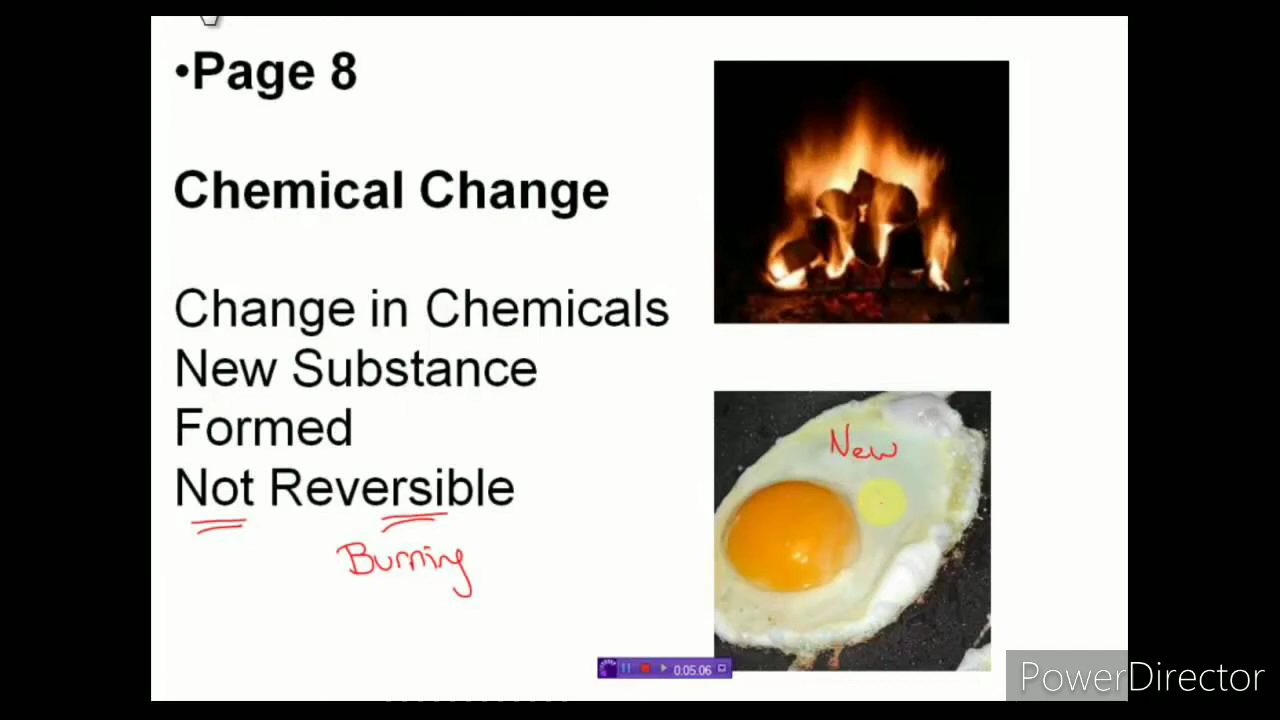 •Page 8
Chemical Change
Change in Chemicals
New Substance
Formed
Not Reversible
Burning
New
0:05.06
PowerDirector